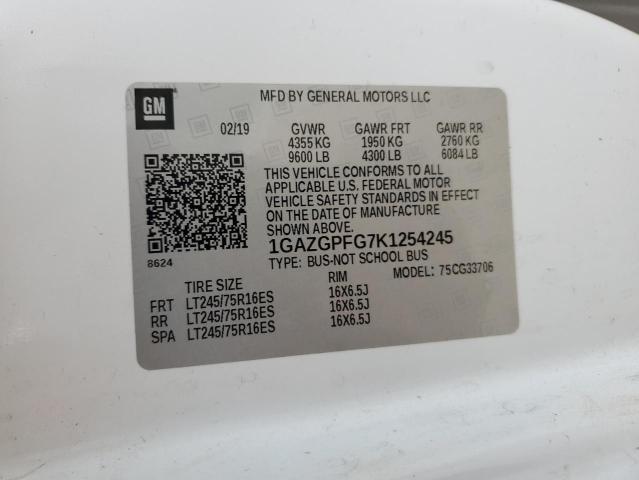 GM
MFD BY GENERAL MOTORS LLC
02/19 GVWR GAWR FRT GAWR RR
4355 KG 1950 KG 2760 KG
9600 LB 4300 LB 6084 LB
THIS VEHICLE CONFORMS TO ALL
APPLICABLE U.S. FEDERAL MOTOR
VEHICLE SAFETY STANDARDS IN EFFECT
ON THE DATE OF MANUFACTURE
SHOWN ABOVE.
1GAZGPFG7K1254245
8624
TYPE: BUS-NOT SCHOOL BUS
MODEL: 75CG33706
TIRE SIZE RIM
FRT LT245/75R16ES 16X6.5J
RR LT245/75R16ES 16X6.5J
SPA LT245/75R16ES 16X6.5J